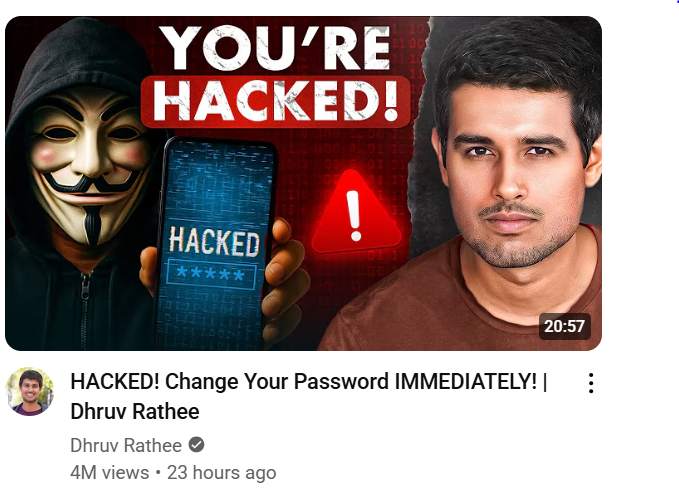 YOU'RE
HACKED!
HACKED
*****
20:57
HACKED! Change Your Password IMMEDIATELY! |
Dhruv Rathee
Dhruv Rathee
4M views • 23 hours ago